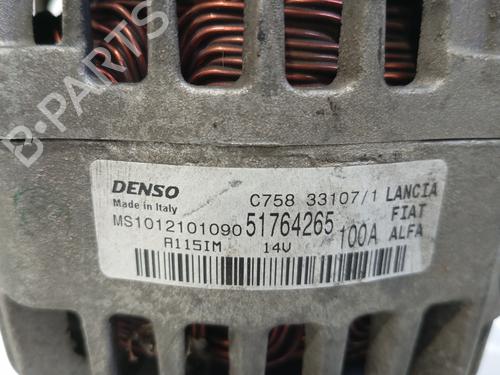 B-PARTS
DENSO C758 33107/1 LANCIA
Made in Italy FIAT
MS1012101090 51764265 100A ALFA
A115IM 14V